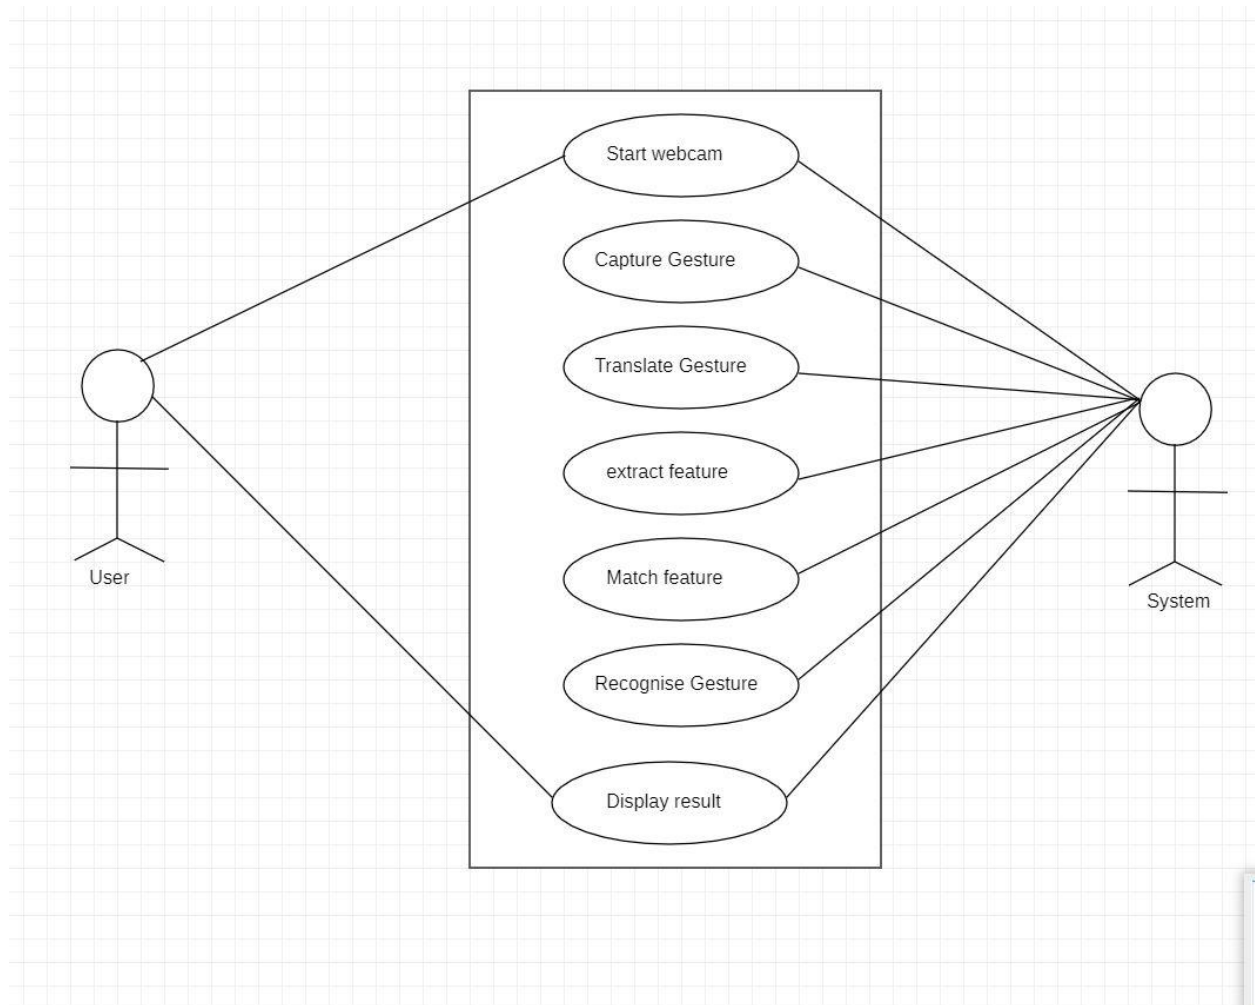 Start webcam
Capture Gesture
Translate Gesture
extract feature
Match feature
Recognise Gesture
Display result
User
System